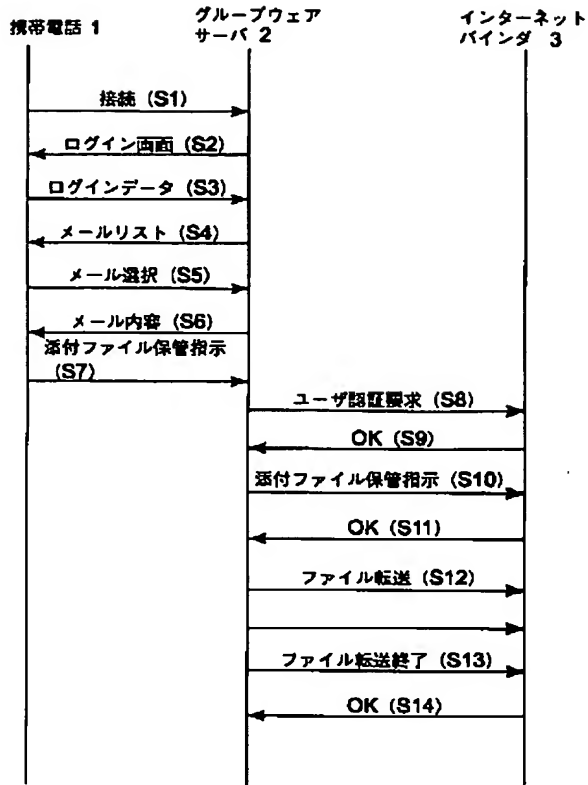 携帯電話 1
グループウェア
サーバ 2
インターネット
バインダ 3
接続 (S1)
ログイン画面 (S2)
ログインデータ (S3)
メールリスト (S4)
メール選択 (S5)
メール内容 (S6)
添付ファイル保管指示
(S7)
ユーザ認証要求 (S8)
OK (S9)
添付ファイル保管指示 (S10)
OK (S11)
ファイル転送 (S12)
ファイル転送終了 (S13)
OK (S14)